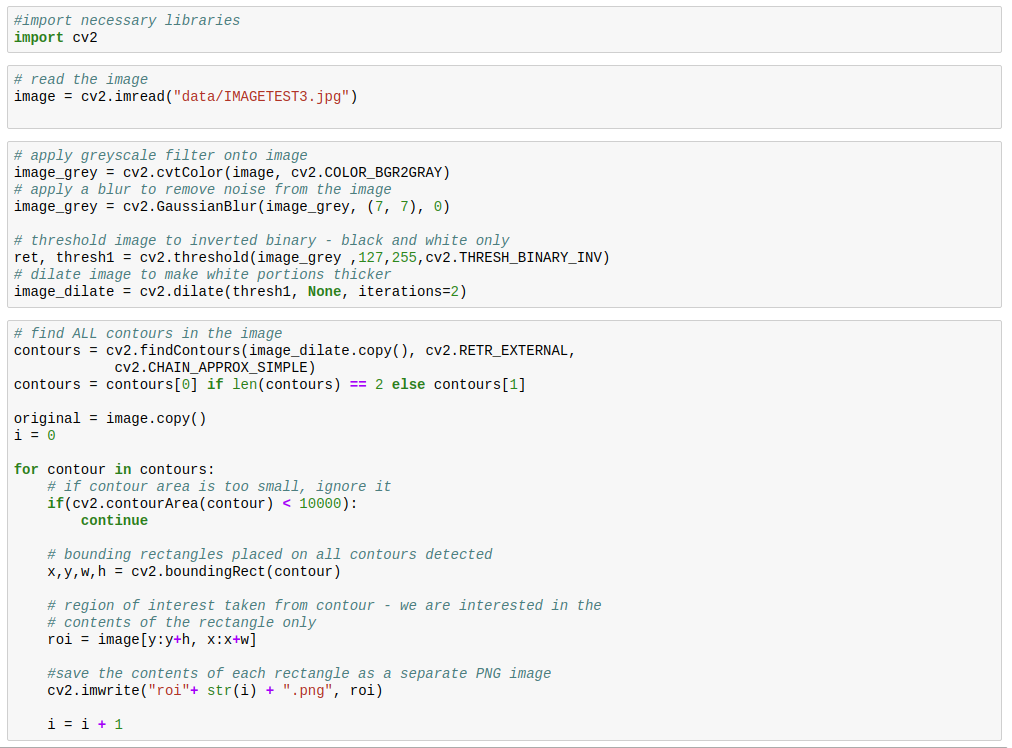 #import necessary libraries
import cv2
# read the image
image = cv2.imread("data/IMAGETEST3.jpg")
# apply greyscale filter onto image
image_grey = cv2.cvtColor(image, cv2.COLOR_BGR2GRAY)
# apply a blur to remove noise from the image
image_grey = cv2.GaussianBlur(image_grey, (7, 7), 0)
# threshold image to inverted binary - black and white only
ret, thresh1 = cv2.threshold(image_grey ,127,255,cv2.THRESH_BINARY_INV)
# dilate image to make white portions thicker
image_dilate = cv2.dilate(thresh1, None, iterations=2)
# find ALL contours in the image
contours = cv2.findContours(image_dilate.copy(), cv2.RETR_EXTERNAL,
            cv2.CHAIN_APPROX_SIMPLE)
contours = contours[0] if len(contours) == 2 else contours[1]
original = image.copy()
i = 0
for contour in contours:
    # if contour area is too small, ignore it
    if(cv2.contourArea(contour) < 10000):
        continue
    # bounding rectangles placed on all contours detected
    x,y,w,h = cv2.boundingRect(contour)
    # region of interest taken from contour - we are interested in the
    # contents of the rectangle only
    roi = image[y:y+h, x:x+w]
    #save the contents of each rectangle as a separate PNG image
    cv2.imwrite("roi"+ str(i) + ".png", roi)
    i = i + 1